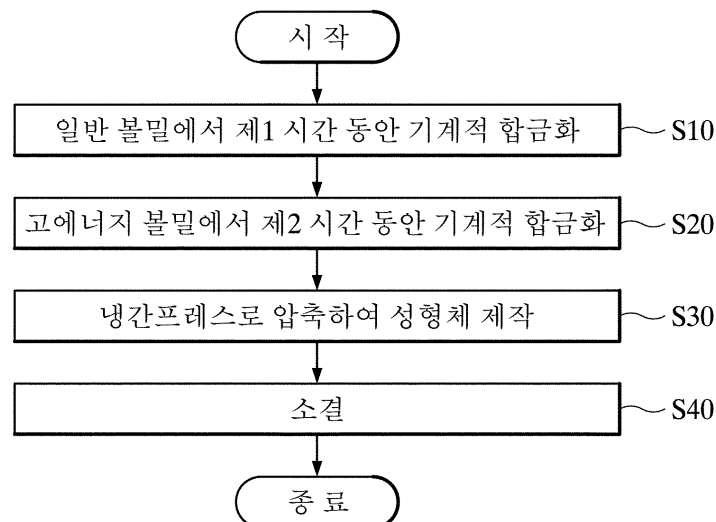 시 작
일반 볼밀에서 제1 시간 동안 기계적 합금화 S10
고에너지 볼밀에서 제2 시간 동안 기계적 합금화 S20
냉간프레스로 압축하여 성형체 제작 S30
소결 S40
종 료